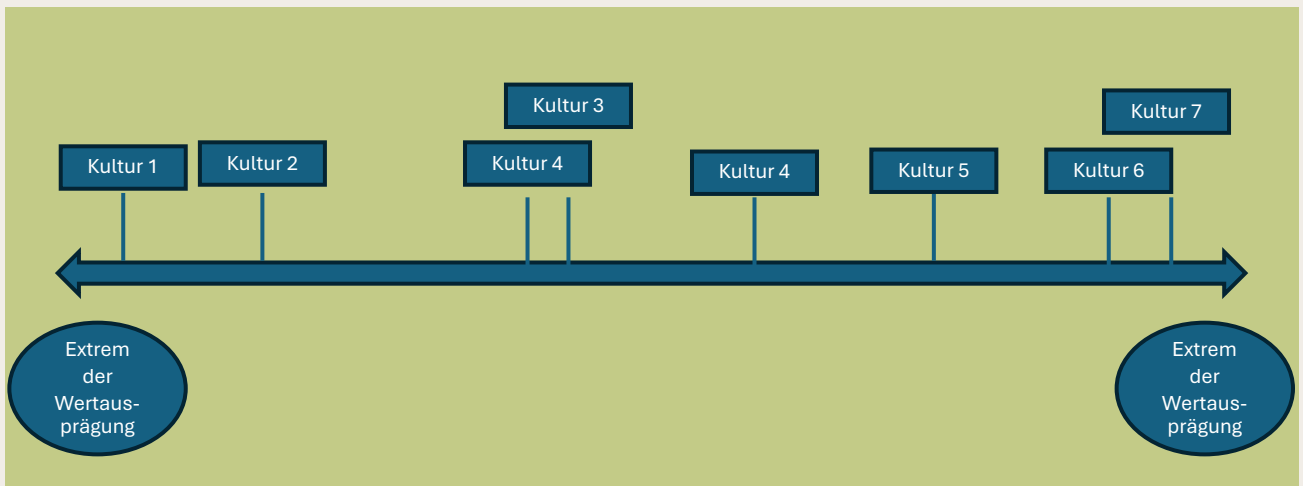 Kultur 3
Kultur 7
Kultur 1
Kultur 2
Kultur 4
Kultur 4
Kultur 5
Kultur 6
Extrem
der
Wertaus-
prägung
Extrem
der
Wertaus-
prägung